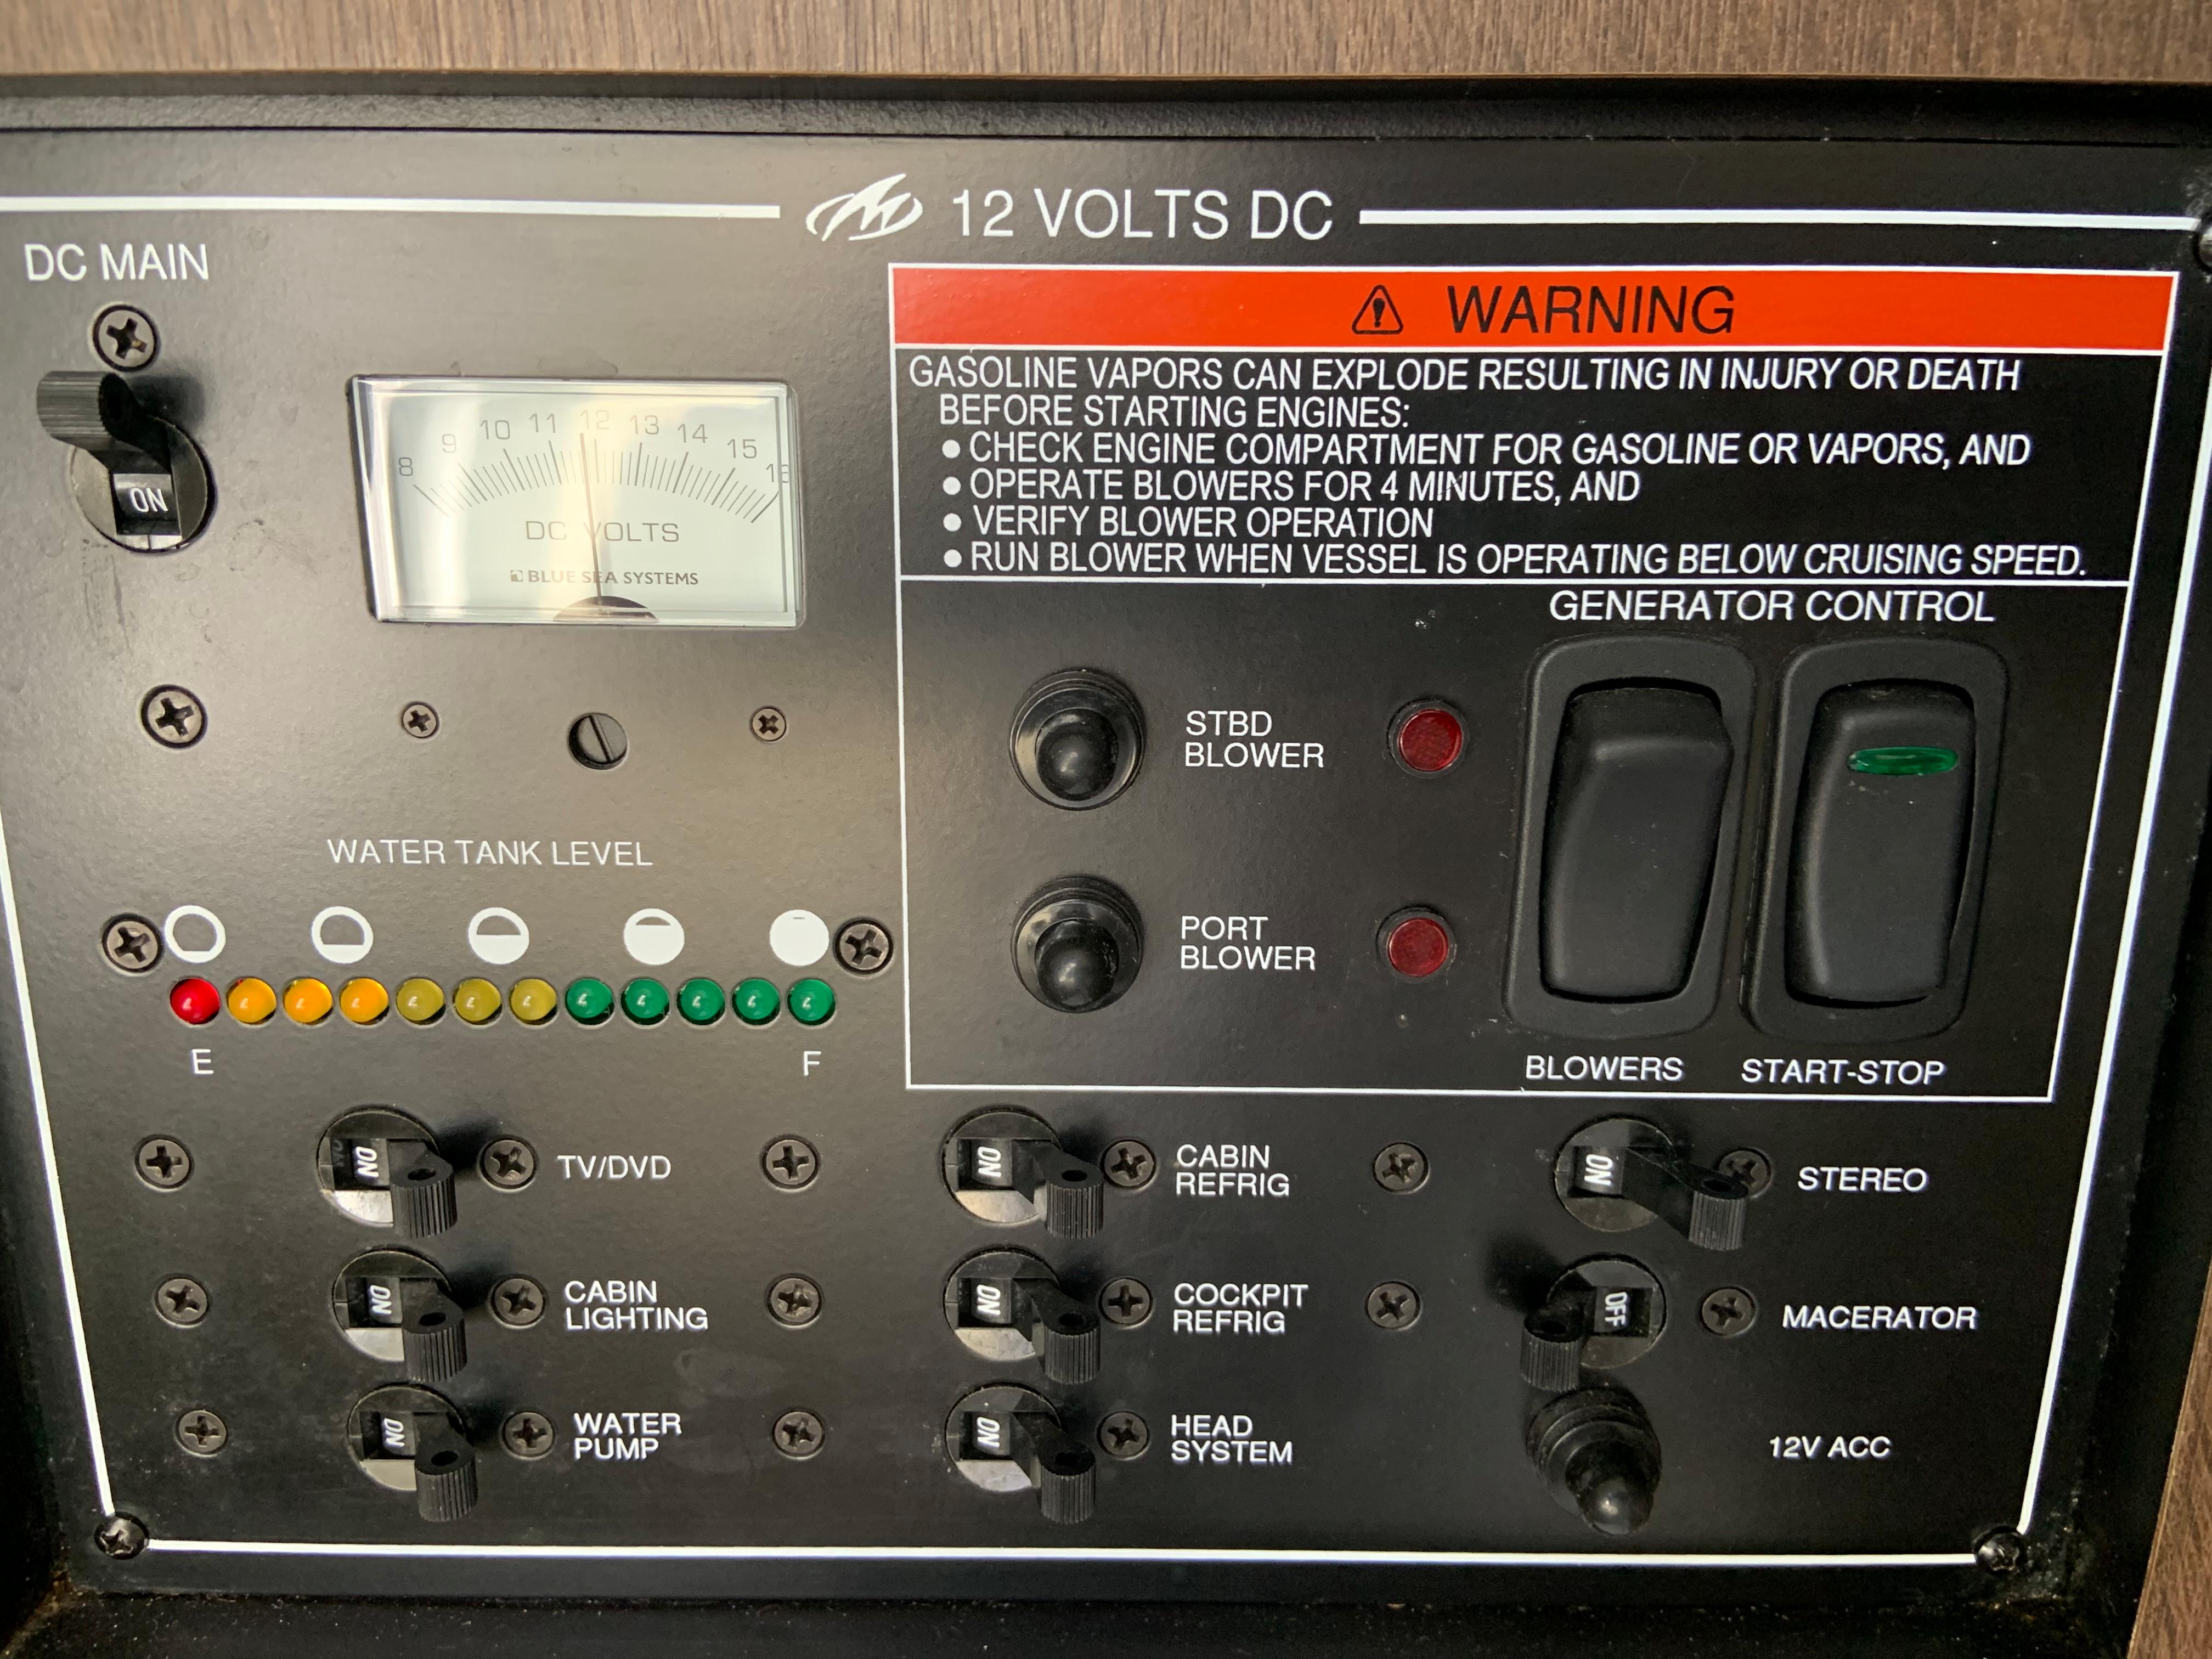 12 VOLTS DC
DC MAIN
ON
8 9 10 11 12 13 14 15 16
DC VOLTS
BLUE SEA SYSTEMS
WARNING
GASOLINE VAPORS CAN EXPLODE RESULTING IN INJURY OR DEATH
BEFORE STARTING ENGINES:
● CHECK ENGINE COMPARTMENT FOR GASOLINE OR VAPORS, AND
● OPERATE BLOWERS FOR 4 MINUTES, AND
● VERIFY BLOWER OPERATION
● RUN BLOWER WHEN VESSEL IS OPERATING BELOW CRUISING SPEED.
GENERATOR CONTROL
STBD
BLOWER
PORT
BLOWER
BLOWERS
START-STOP
WATER TANK LEVEL
E
F
ON
TV/DVD
ON
CABIN
REFRIG
ON
STEREO
ON
CABIN
LIGHTING
ON
COCKPIT
REFRIG
OFF
MACERATOR
ON
WATER
PUMP
ON
HEAD
SYSTEM
12V ACC